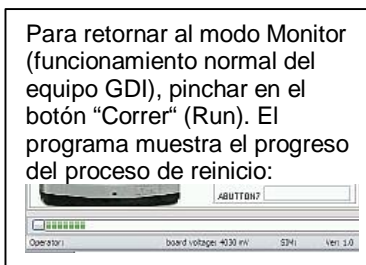 Para retornar al modo Monitor
(funcionamiento normal del
equipo GDI), pinchar en el
botón “Correr“ (Run). El
programa muestra el progreso
del proceso de reinicio:
ABUTTON7
Operator: board voltage: 4030 mV SIM: Ver: 1.0